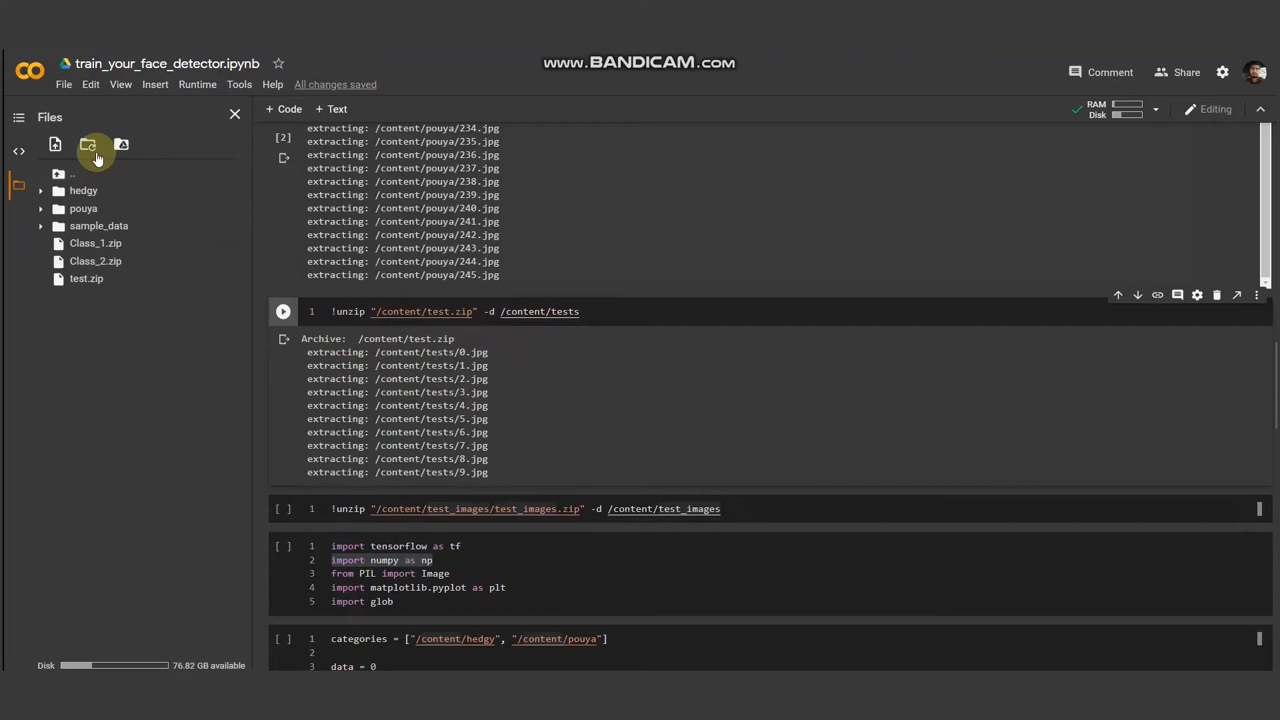 train_your_face_detector.ipynb
www.BANDICAM.com
File Edit View Insert Runtime Tools Help All changes saved
Comment Share
Files
+ Code + Text
RAM
Disk
Editing
..
hedgy
pouya
sample_data
Class_1.zip
Class_2.zip
test.zip
Disk 76.82 GB available
[2]
extracting: /content/pouya/234.jpg
extracting: /content/pouya/235.jpg
extracting: /content/pouya/236.jpg
extracting: /content/pouya/237.jpg
extracting: /content/pouya/238.jpg
extracting: /content/pouya/239.jpg
extracting: /content/pouya/240.jpg
extracting: /content/pouya/241.jpg
extracting: /content/pouya/242.jpg
extracting: /content/pouya/243.jpg
extracting: /content/pouya/244.jpg
extracting: /content/pouya/245.jpg
1 !unzip "/content/test.zip" -d /content/tests
Archive: /content/test.zip
extracting: /content/tests/0.jpg
extracting: /content/tests/1.jpg
extracting: /content/tests/2.jpg
extracting: /content/tests/3.jpg
extracting: /content/tests/4.jpg
extracting: /content/tests/5.jpg
extracting: /content/tests/6.jpg
extracting: /content/tests/7.jpg
extracting: /content/tests/8.jpg
extracting: /content/tests/9.jpg
[ ] 1 !unzip "/content/test_images/test_images.zip" -d /content/test_images
[ ] 1 import tensorflow as tf
2 import numpy as np
3 from PIL import Image
4 import matplotlib.pyplot as plt
5 import glob
[ ] 1 categories = ["/content/hedgy", "/content/pouya"]
2
3 data = 0